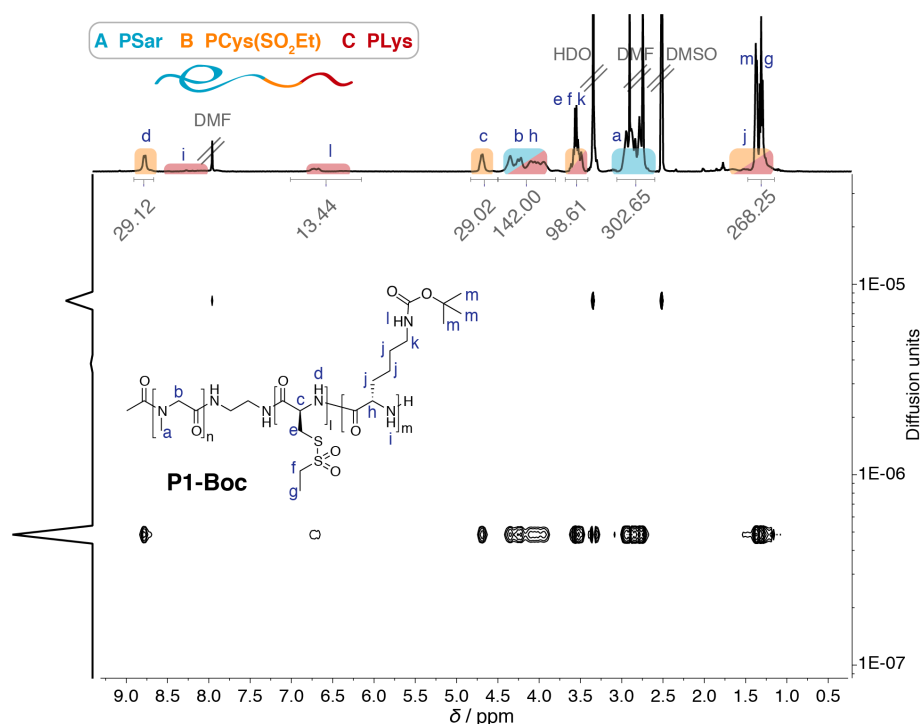 A PSar B PCys(SO2Et) C PLys
HDO DMF DMSO
m g
e f k
DMF
d i l c b h a j
29.12 13.44 29.02 142.00 98.61 302.65 268.25
1E-05
O O m
l HN m
m
j k
j
O b H N O d HN O j H
c
N N H N H h
a O n l O i m
e S
f S O
O
g
P1-Boc
1E-06
1E-07
Diffusion units
9.0 8.5 8.0 7.5 7.0 6.5 6.0 5.5 5.0 4.5 4.0 3.5 3.0 2.5 2.0 1.5 1.0 0.5
δ / ppm